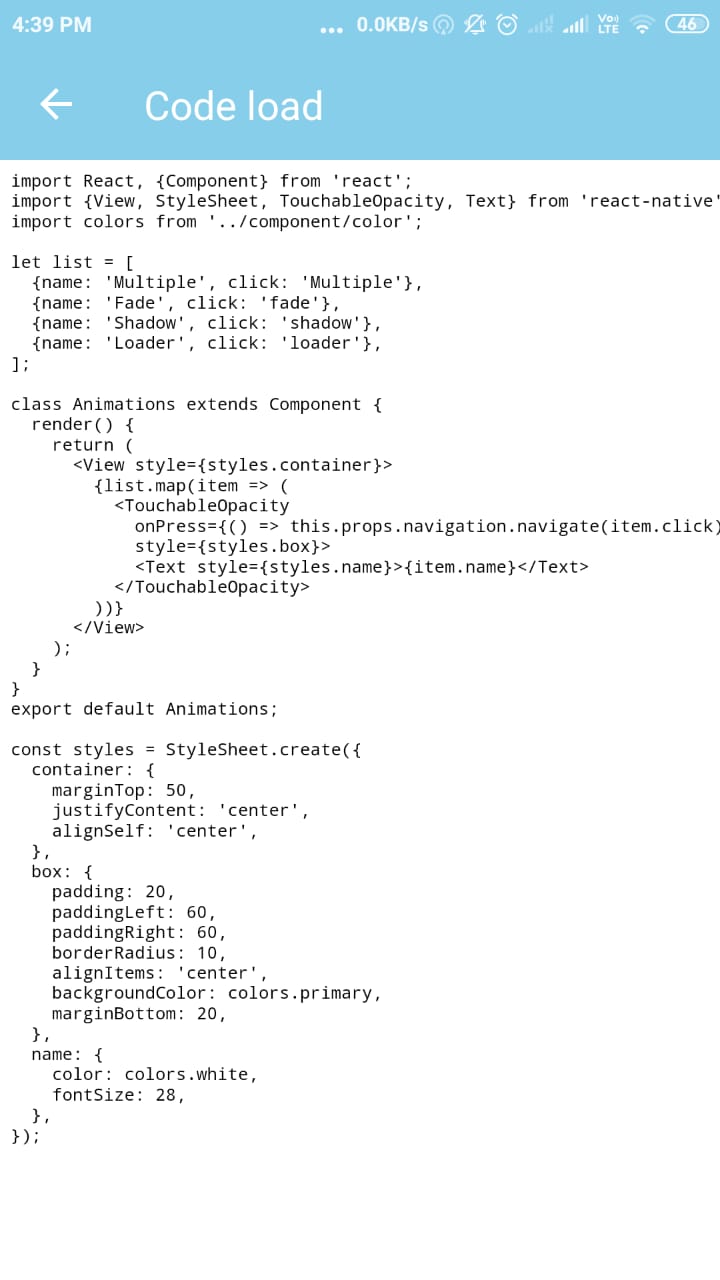 4:39 PM ... 0.0KB/s Vo)) LTE 46
Code load
import React, {Component} from 'react';
import {View, StyleSheet, TouchableOpacity, Text} from 'react-native'
import colors from '../component/color';

let list = [
  {name: 'Multiple', click: 'Multiple'},
  {name: 'Fade', click: 'fade'},
  {name: 'Shadow', click: 'shadow'},
  {name: 'Loader', click: 'loader'},
];

class Animations extends Component {
  render() {
    return (
      <View style={styles.container}>
        {list.map(item => (
          <TouchableOpacity
            onPress={() => this.props.navigation.navigate(item.click)
            style={styles.box}>
            <Text style={styles.name}>{item.name}</Text>
          </TouchableOpacity>
        ))}
      </View>
    );
  }
}
export default Animations;

const styles = StyleSheet.create({
  container: {
    marginTop: 50,
    justifyContent: 'center',
    alignSelf: 'center',
  },
  box: {
    padding: 20,
    paddingLeft: 60,
    paddingRight: 60,
    borderRadius: 10,
    alignItems: 'center',
    backgroundColor: colors.primary,
    marginBottom: 20,
  },
  name: {
    color: colors.white,
    fontSize: 28,
  },
});